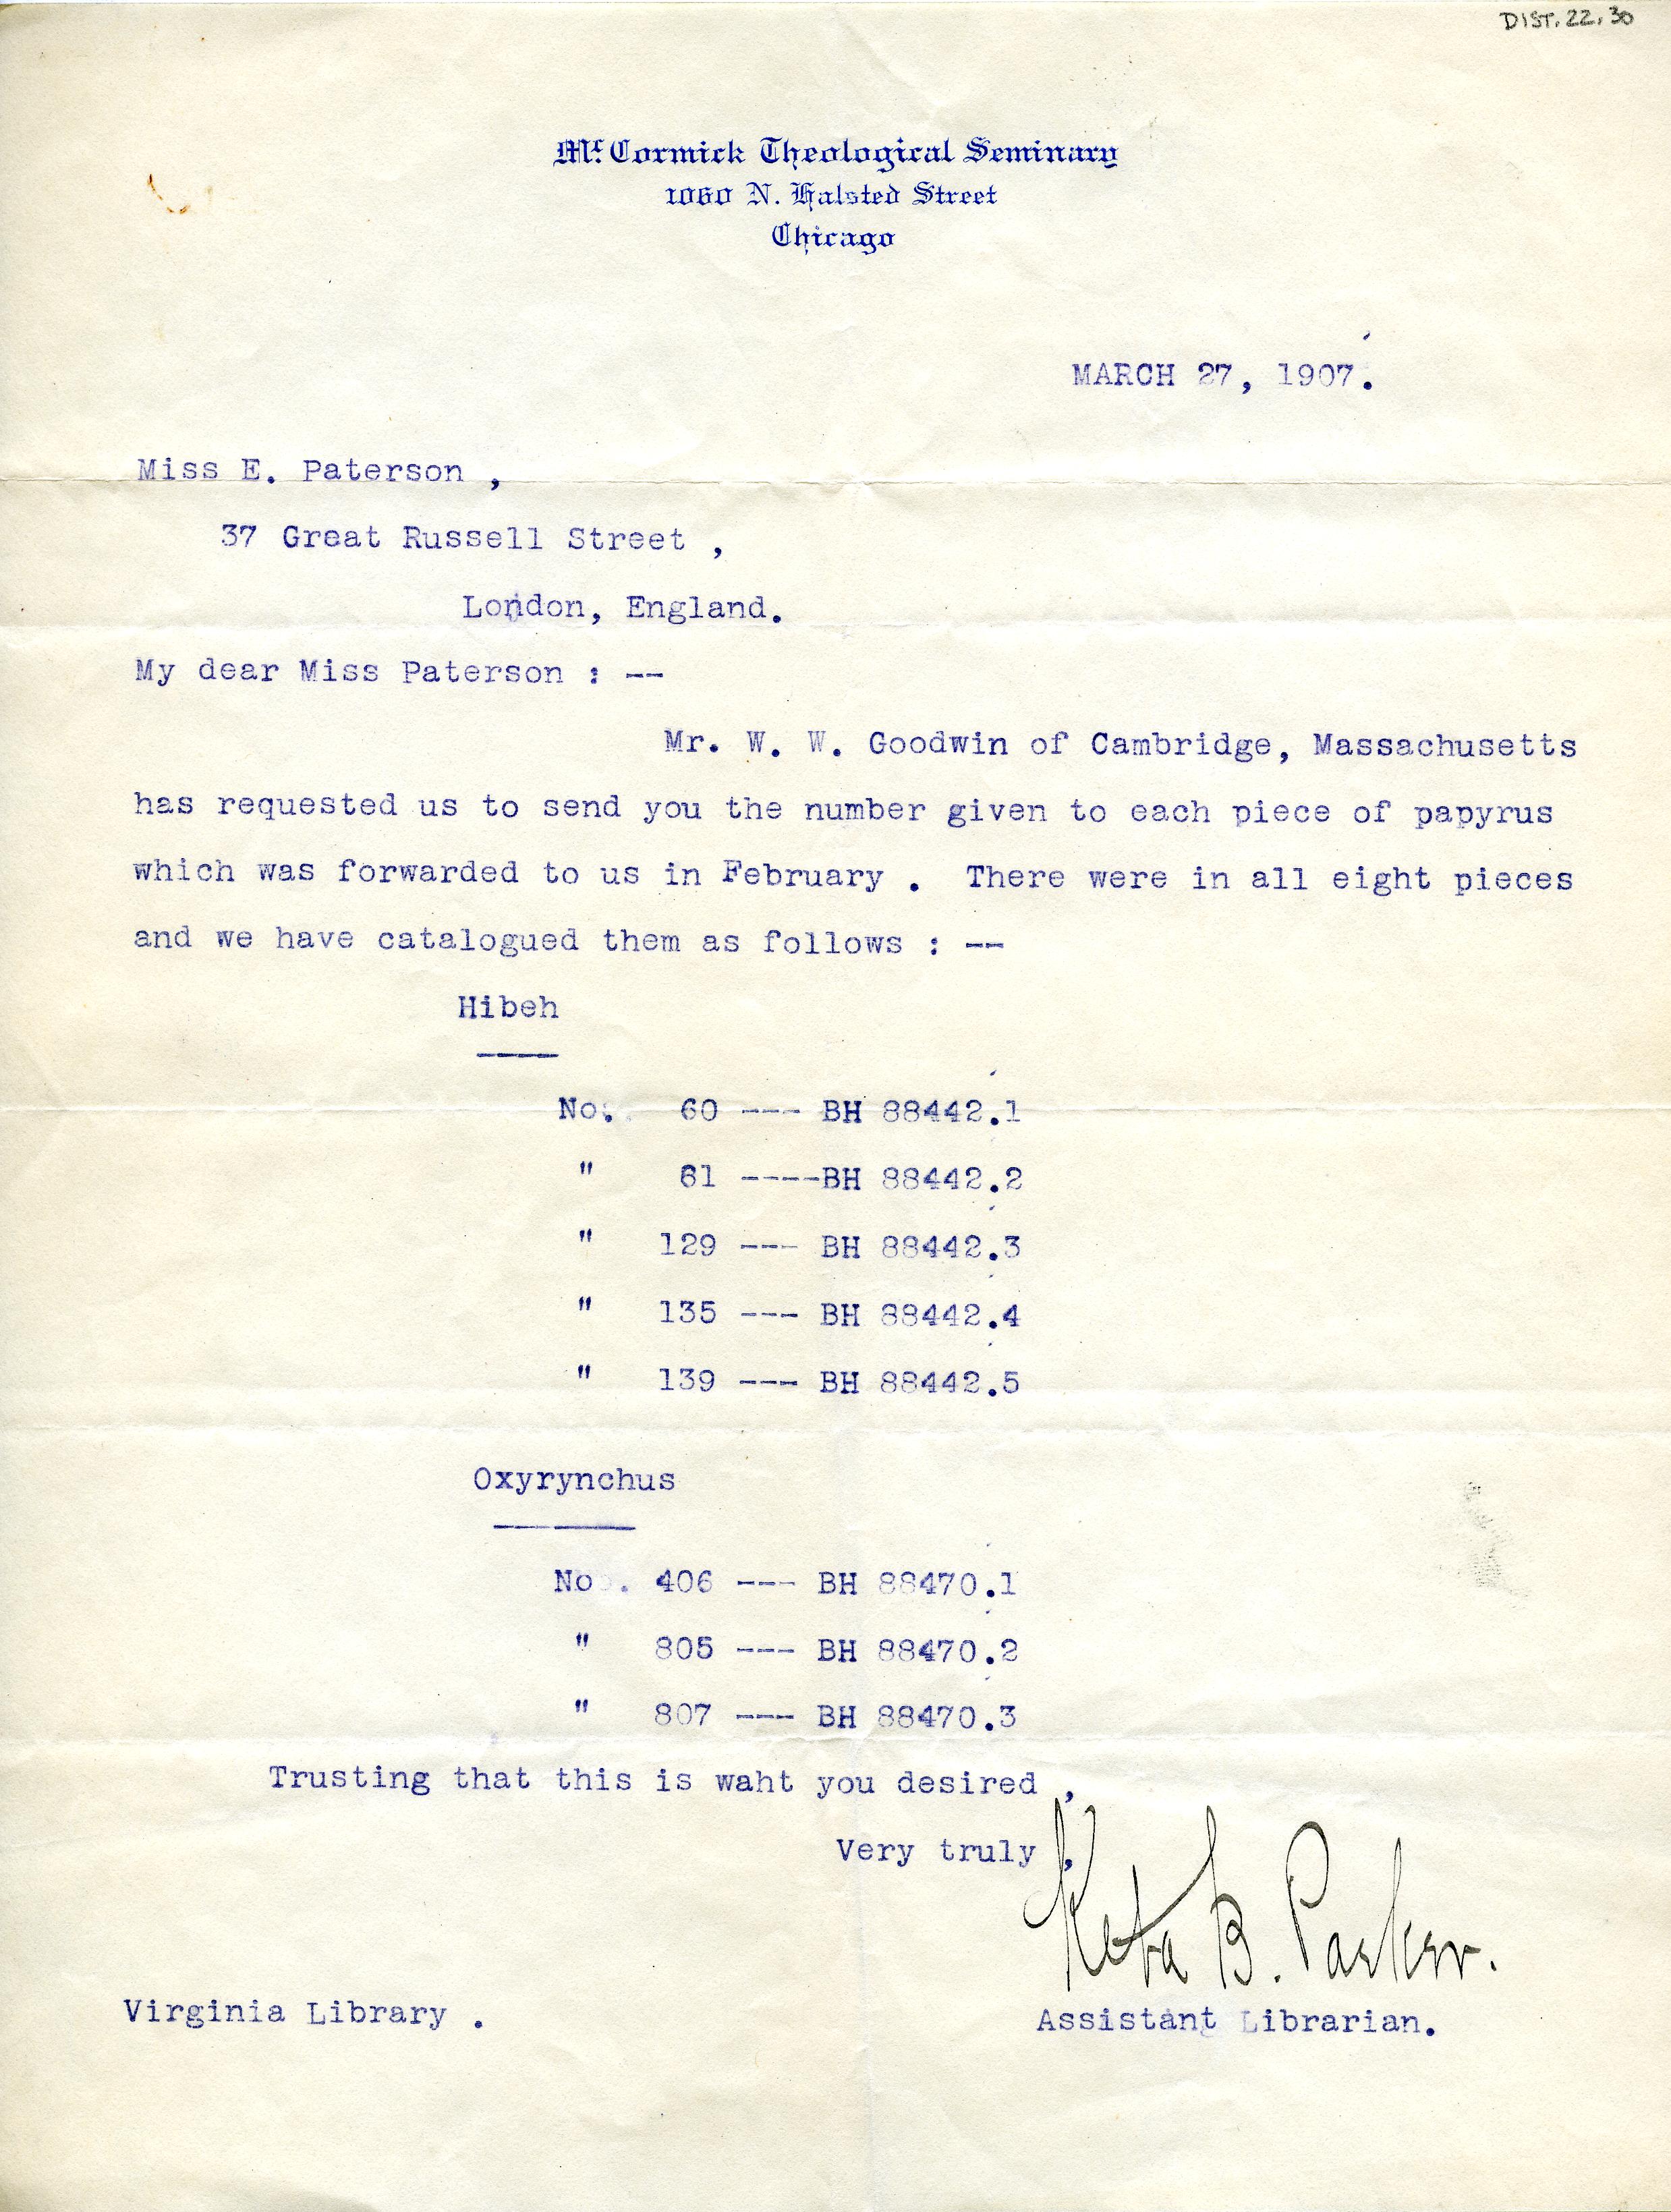 DIST. 22. 30
McCormick Theological Seminary
1060 N. Halsted Street
Chicago
MARCH 27, 1907.
Miss E. Paterson ,
37 Great Russell Street ,
London, England.
My dear Miss Paterson : --
Mr. W. W. Goodwin of Cambridge, Massachusetts
has requested us to send you the number given to each piece of papyrus
which was forwarded to us in February . There were in all eight pieces
and we have catalogued them as follows : --
Hibeh
No. 60 --- BH 88442.1
" 61 ----BH 88442.2
" 129 --- BH 88442.3
" 135 --- BH 88442.4
" 139 --- BH 88442.5
Oxyrynchus
No . 406 --- BH 88470.1
" 805 --- BH 88470.2
" 807 --- BH 88470.3
Trusting that this is waht you desired ,
Very truly ,
B. Parker.
Virginia Library . Assistant Librarian.